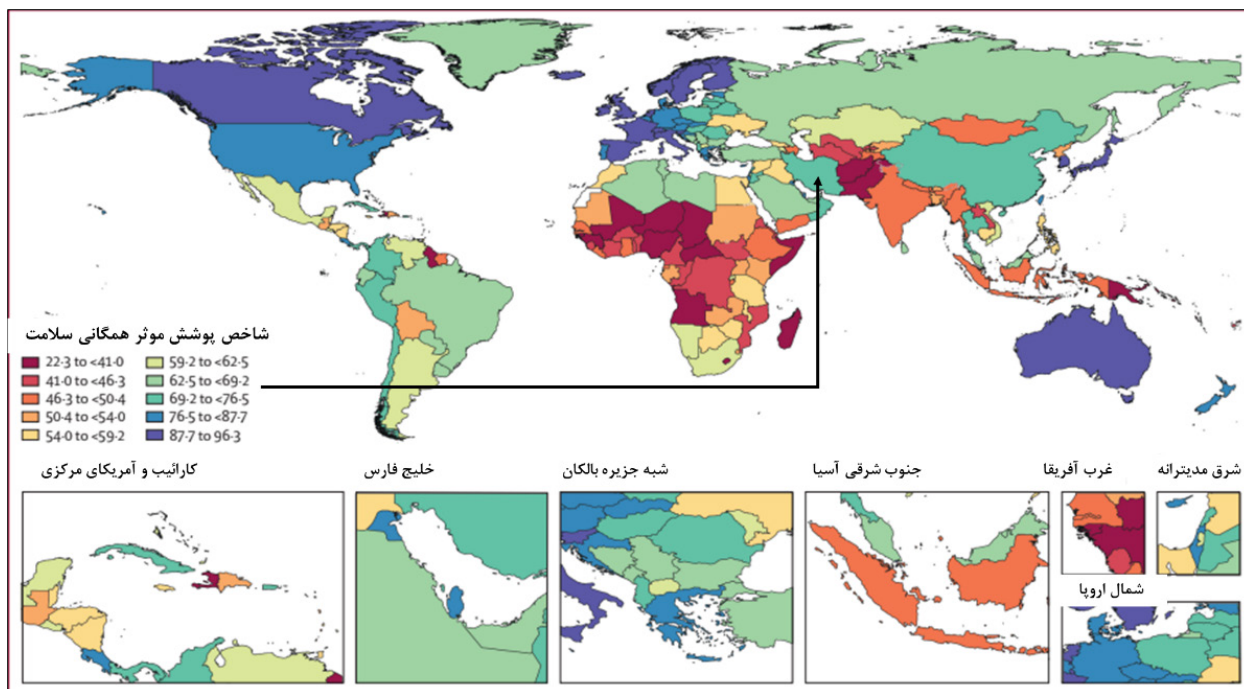 شاخص پوشش موثر همگانی سلامت
22·3 to <41·0
41·0 to <46·3
46·3 to <50·4
50·4 to <54·0
54·0 to <59·2
59·2 to <62·5
62·5 to <69·2
69·2 to <76·5
76·5 to <87·7
87·7 to 96·3
کارائیب و آمریکای مرکزی
خلیج فارس
شبه جزیره بالکان
جنوب شرقی آسیا
غرب آفریقا
شرق مدیترانه
شمال اروپا